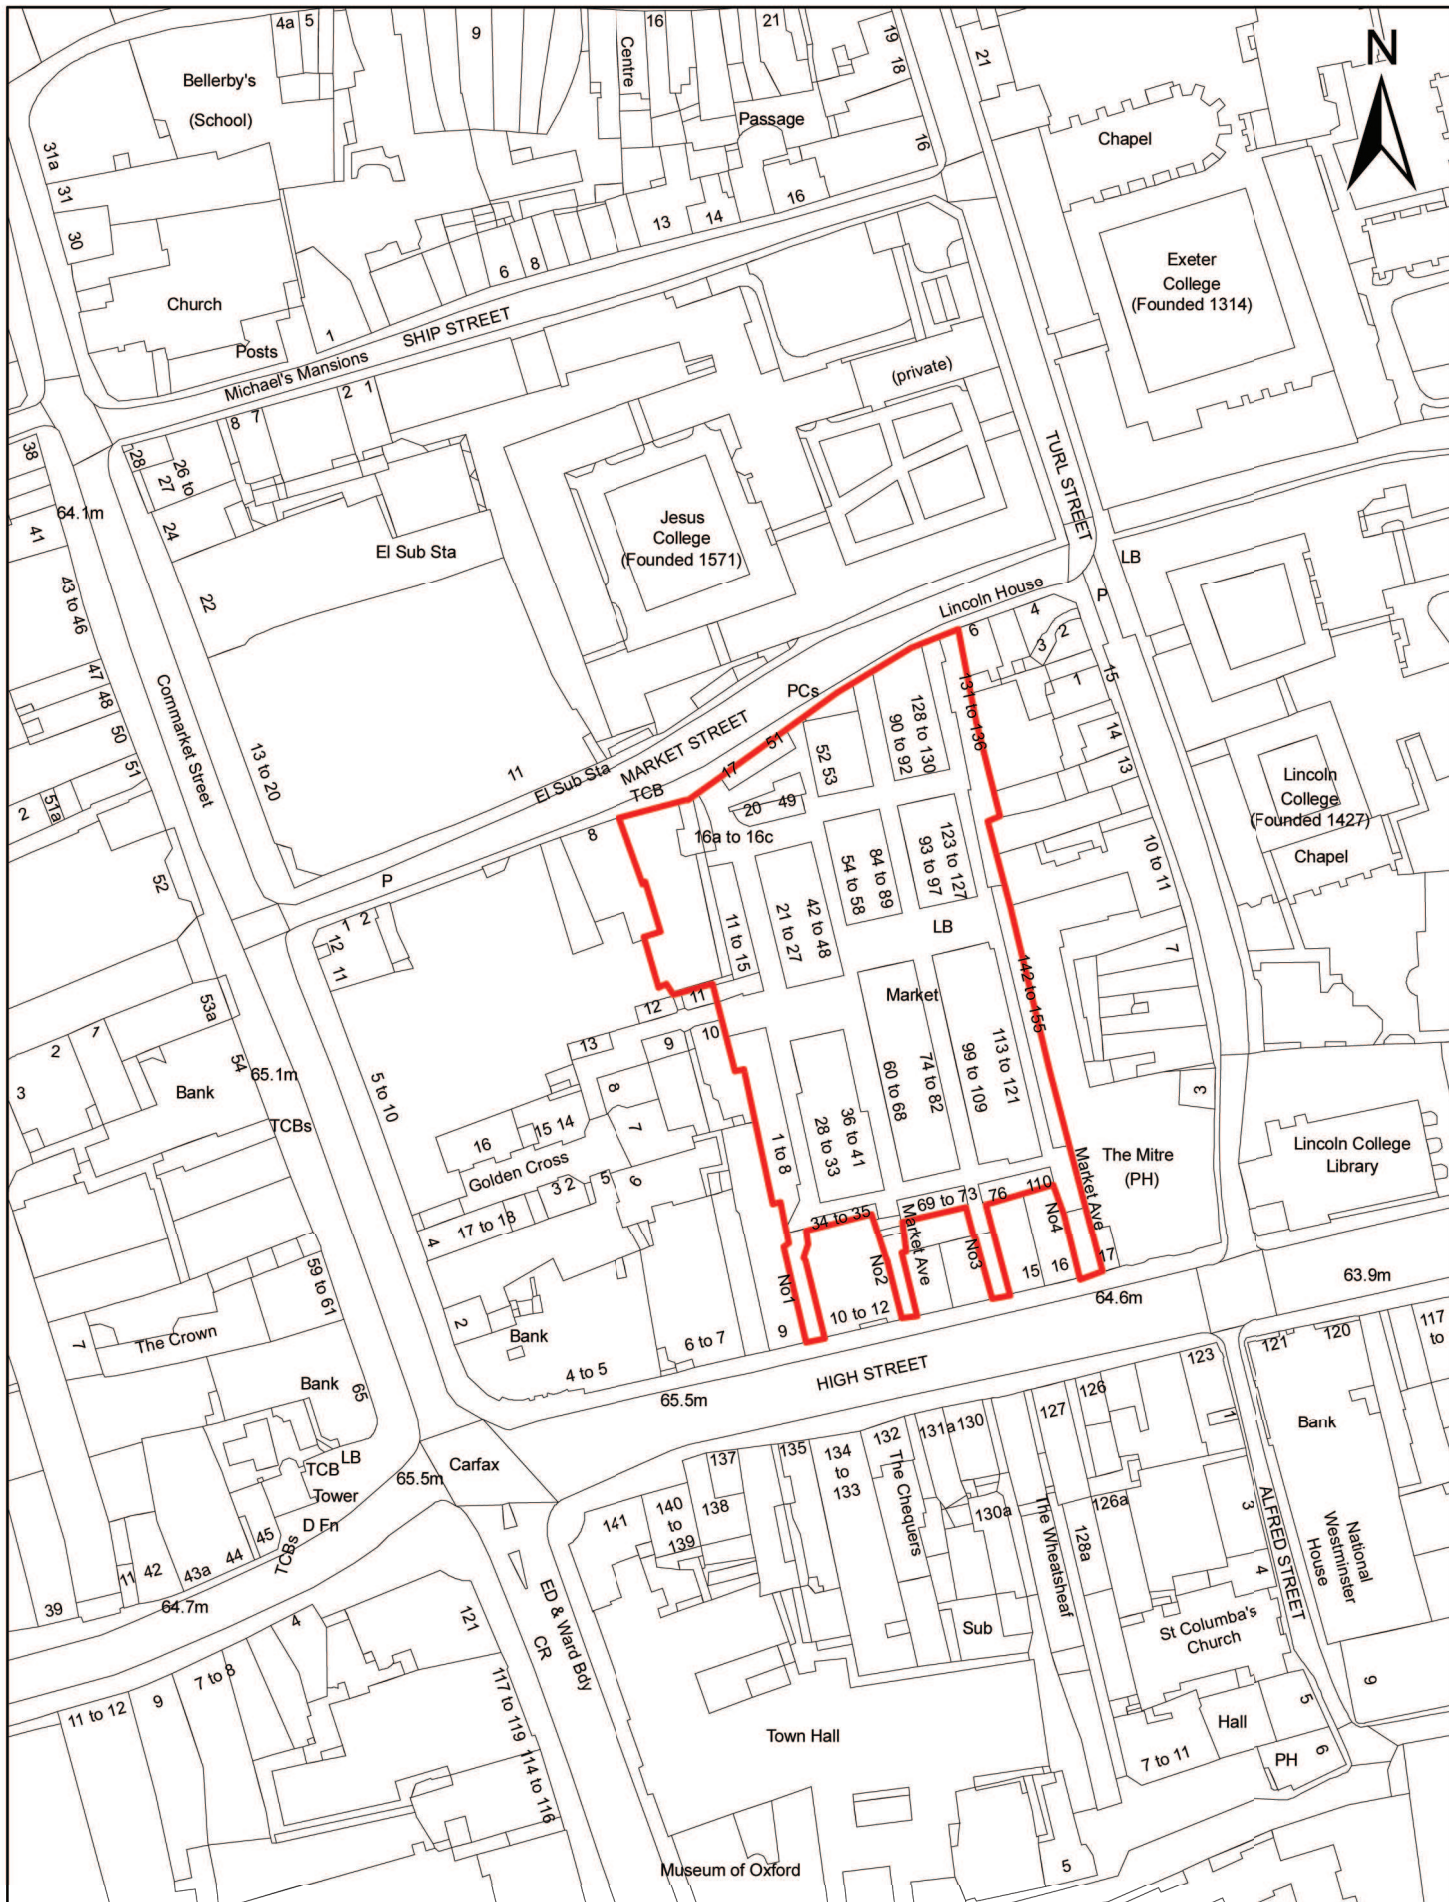 4a
5
9
16
21
19
18
21
N
Bellerby's
(School)
Centre
Passage
Chapel
16
31a
31
30
13
14
16
Church
6
8
Exeter
College
(Founded 1314)
1
Posts
SHIP STREET
Michael's Mansions
(private)
8
7
2
1
38
28
26 to
27
TURL STREET
64.1m
41
24
El Sub Sta
Jesus
College
(Founded 1571)
LB
43 to 46
22
Lincoln House
P
4
6
3
2
47
48
50
51
Cornmarket Street
PCs
131 to 136
1
15
128 to 130
90 to 92
14
13
13 to 20
11
El Sub Sta
MARKET STREET
TCB
17
51
52 53
Lincoln
College
(Founded 1427)
2
51a
20
49
8
16a to 16c
123 to 127
93 to 97
84 to 89
54 to 58
10 to 11
Chapel
52
P
1
2
12
11
11 to 15
42 to 48
21 to 27
LB
7
53a
11
12
Market
142 to 155
1
2
3
54
65.1m
Bank
13
9
10
5 to 10
8
60 to 68
74 to 82
99 to 109
113 to 121
3
TCBs
16
15 14
7
1 to 8
28 to 33
36 to 41
The Mitre
(PH)
Lincoln College
Library
Golden Cross
3 2
5
6
17 to 18
4
34 to 35
69 to 73
76
110
Market Ave
Market Ave
No1
No2
No3
No4
59 to 61
17
16
15
63.9m
64.6m
7
The Crown
2
Bank
10 to 12
9
6 to 7
4 to 5
HIGH STREET
65.5m
121
120
117
to
123
Bank
65
126
127
1
Bank
132
131a
130
135
134
to
133
137
Carfax
LB
TCB
65.5m
Tower
D Fn
138
140
to
139
141
The Chequers
130a
The Wheatsheaf
126a
128a
3
ALFRED STREET
National
Westminster
House
45
44
43a
42
11
TCBs
39
64.7m
4
4
121
ED & Ward Bdy
CR
Sub
St Columba's
Church
7 to 8
9
11 to 12
117 to 119
9
5
Hall
Town Hall
7 to 11
PH
6
114 to 116
Museum of Oxford
5